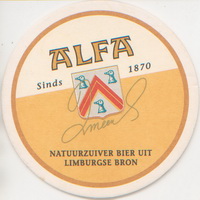 ALFA
Sinds 1870
NATUURZUIVER BIER UIT
LIMBURGSE BRON